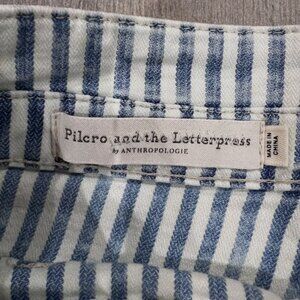 Pilcro and the Letterpress
by ANTHROPOLOGIE
MADE IN
CHINA